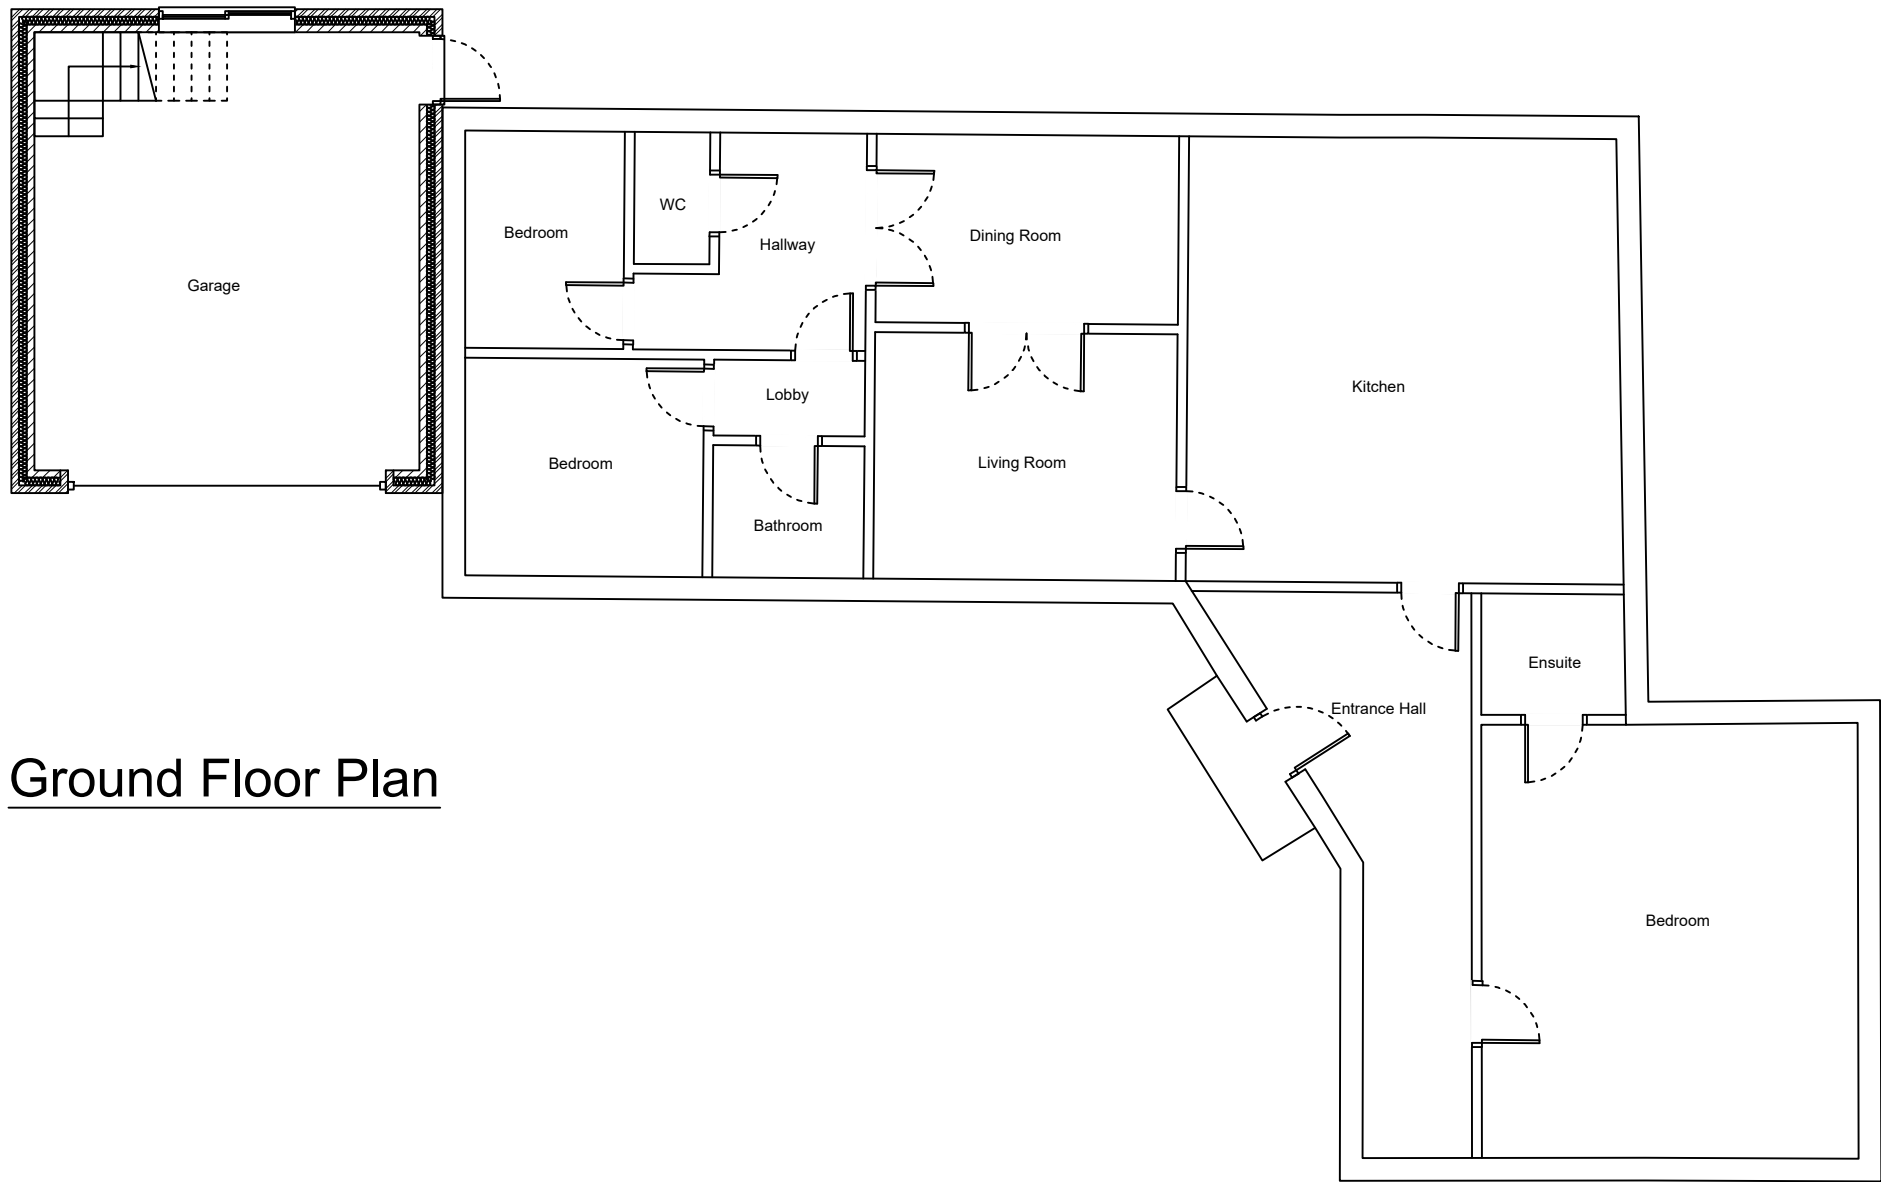 WC
Bedroom
Hallway
Dining Room
Garage
Kitchen
Lobby
Bedroom
Living Room
Bathroom
Ensuite
Entrance Hall
Ground Floor Plan
Bedroom